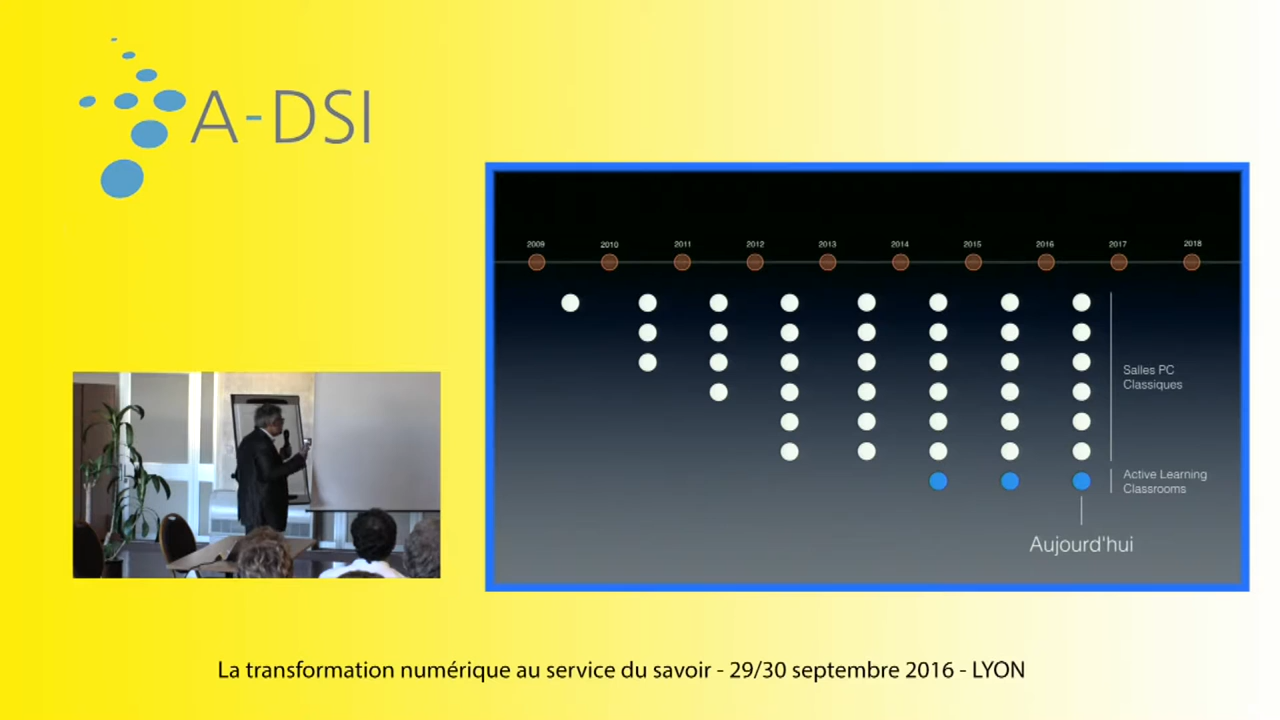 A-DSI
2009 2010 2011 2012 2013 2014 2015 2016 2017 2018
Salles PC
Classiques
Active Learning
Classrooms
Aujourd'hui
La transformation numérique au service du savoir - 29/30 septembre 2016 - LYON